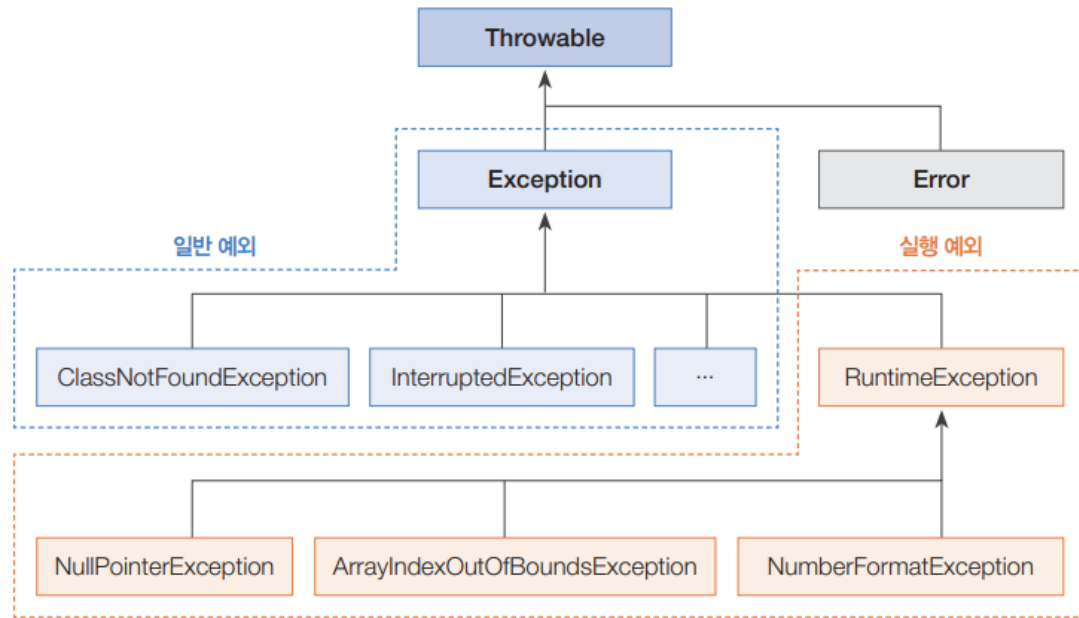 Throwable
Exception
Error
일반 예외
실행 예외
ClassNotFoundException
InterruptedException
...
RuntimeException
NullPointerException
ArrayIndexOutOfBoundsException
NumberFormatException